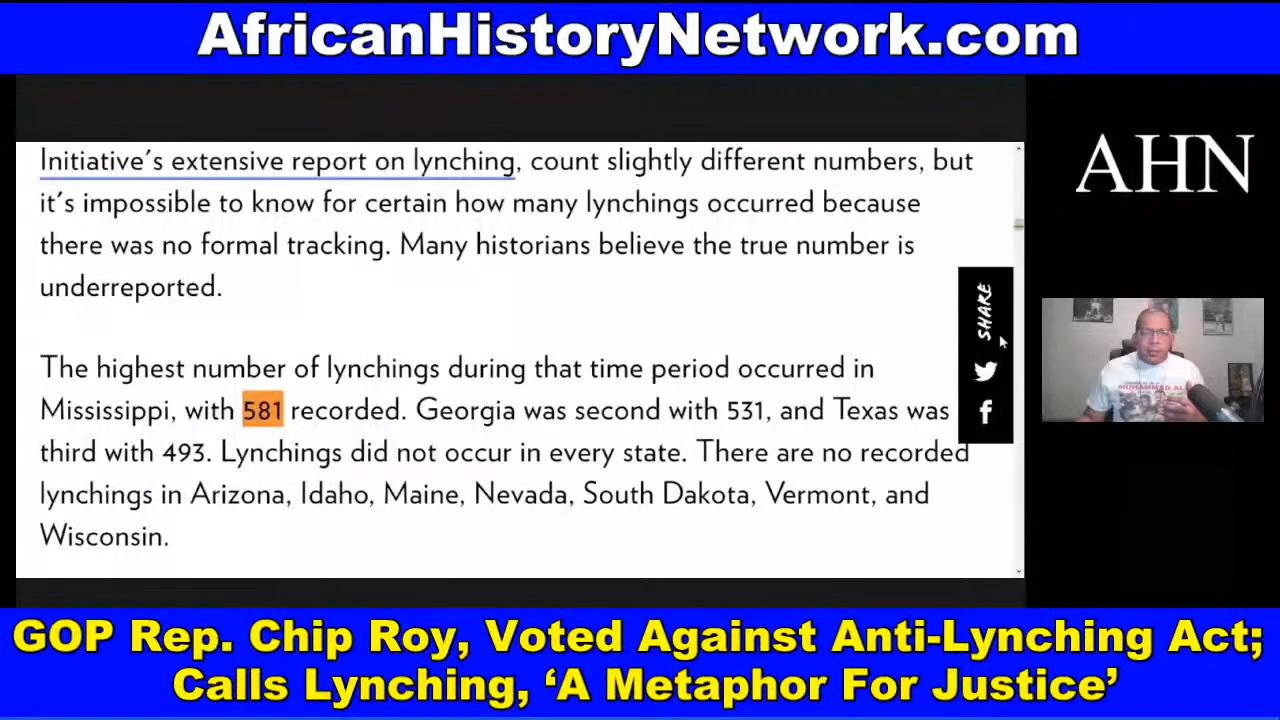 AfricanHistoryNetwork.com
Initiative's extensive report on lynching, count slightly different numbers, but
it's impossible to know for certain how many lynchings occurred because
there was no formal tracking. Many historians believe the true number is
underreported.
The highest number of lynchings during that time period occurred in
Mississippi, with 581 recorded. Georgia was second with 531, and Texas was
third with 493. Lynchings did not occur in every state. There are no recorded
lynchings in Arizona, Idaho, Maine, Nevada, South Dakota, Vermont, and
Wisconsin.
SHARE
AHN
MUHAMMAD ALI
GOP Rep. Chip Roy, Voted Against Anti-Lynching Act;
Calls Lynching, ‘A Metaphor For Justice’